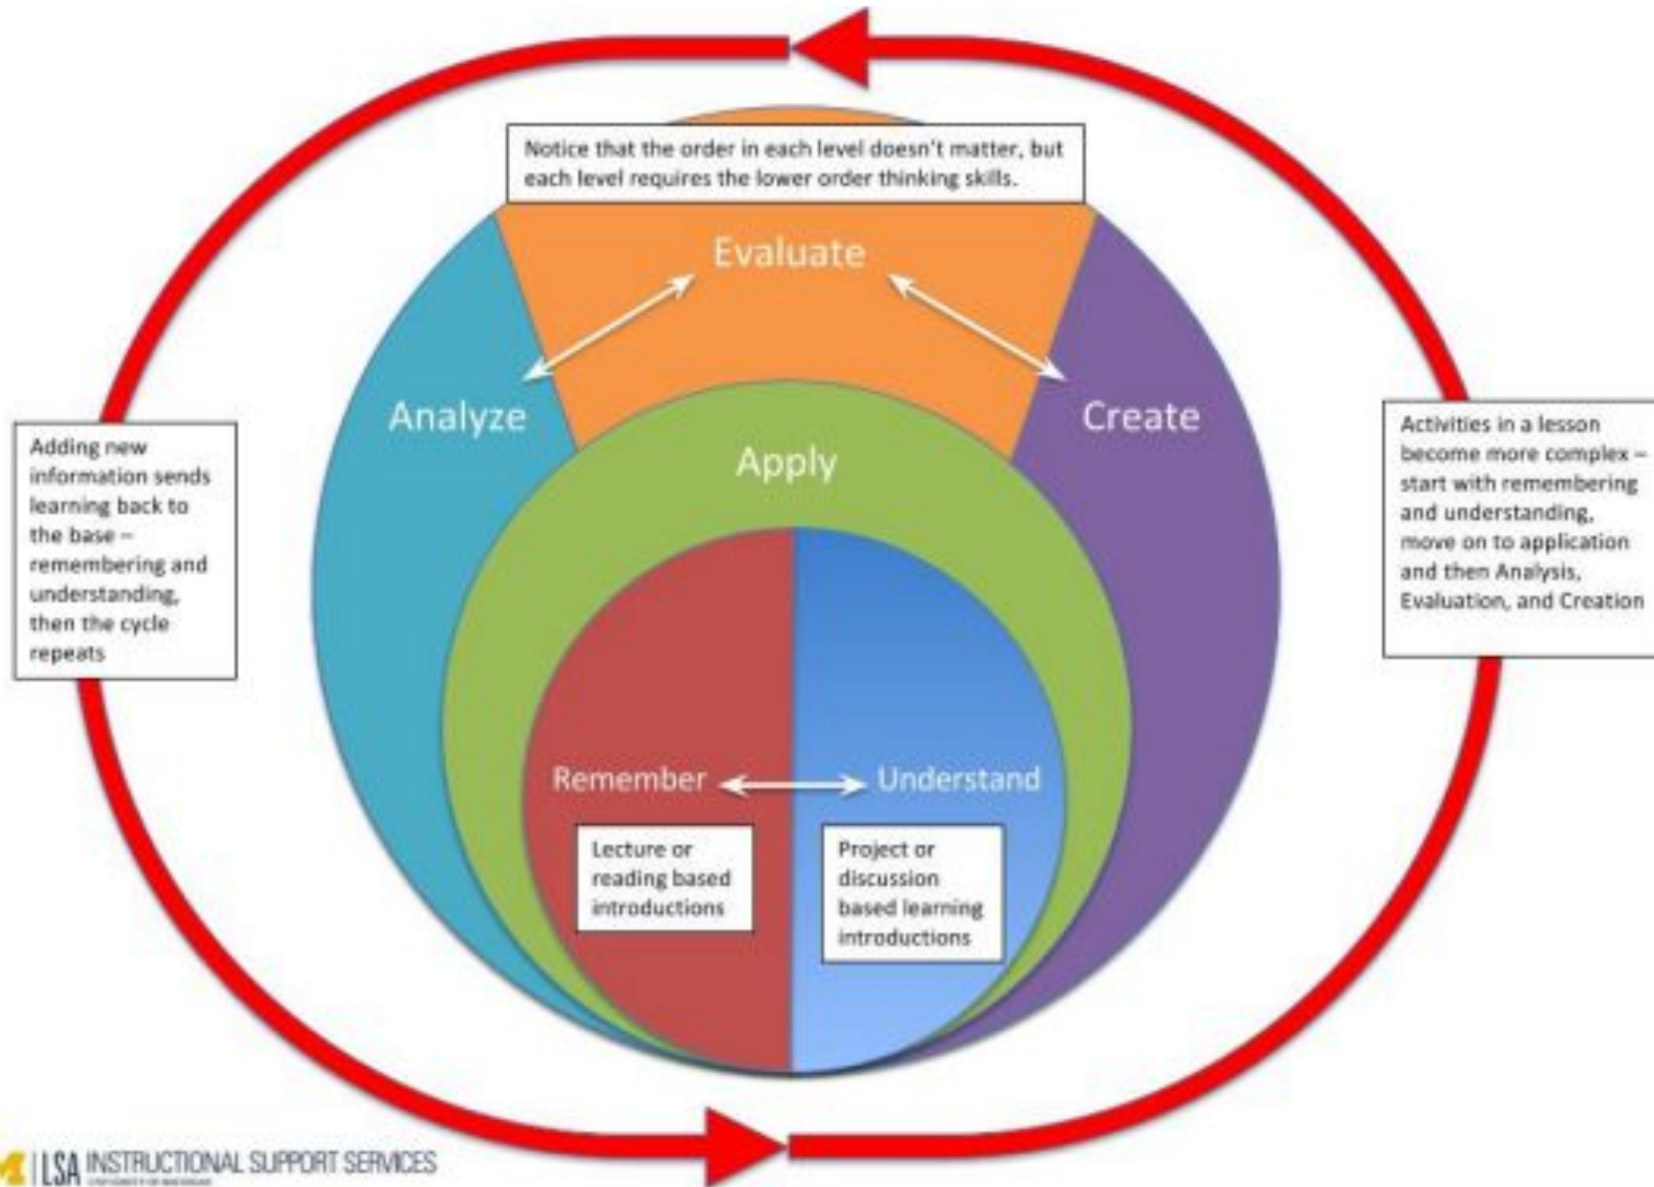 Notice that the order in each level doesn't matter, but
each level requires the lower order thinking skills.
Evaluate
Analyze
Create
Apply
Adding new
information sends
learning back to
the base –
remembering and
understanding,
then the cycle
repeats
Activities in a lesson
become more complex –
start with remembering
and understanding,
move on to application
and then Analysis,
Evaluation, and Creation
Remember
Understand
Lecture or
reading based
introductions
Project or
discussion
based learning
introductions
M | LSA INSTRUCTIONAL SUPPORT SERVICES
UNIVERSITY OF MICHIGAN